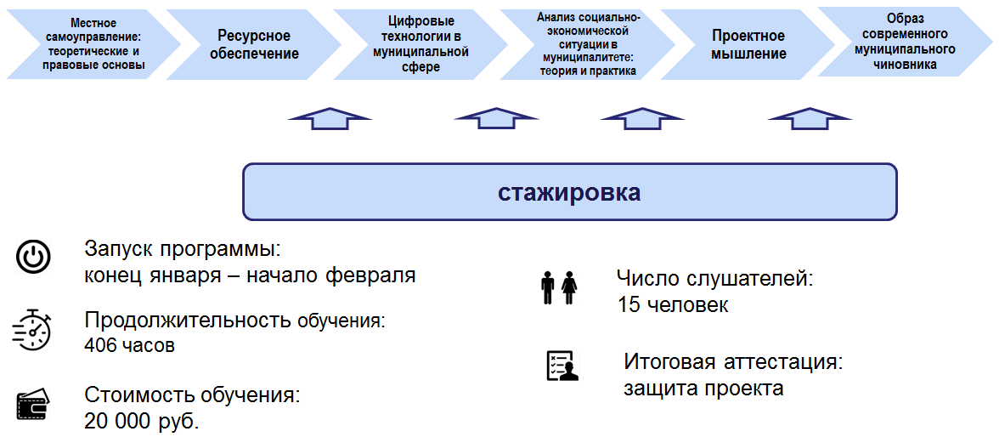 Местное
самоуправление:
теоретические и
правовые основы
Ресурсное
обеспечение
Цифровые
технологии в
муниципальной
сфере
Анализ социально-
экономической
ситуации в
муниципалитете:
теория и практика
Проектное
мышление
Образ
современного
муниципального
чиновника
стажировка
Запуск программы:
конец января – начало февраля
Продолжительность обучения:
406 часов
Стоимость обучения:
20 000 руб.
Число слушателей:
15 человек
Итоговая аттестация:
защита проекта